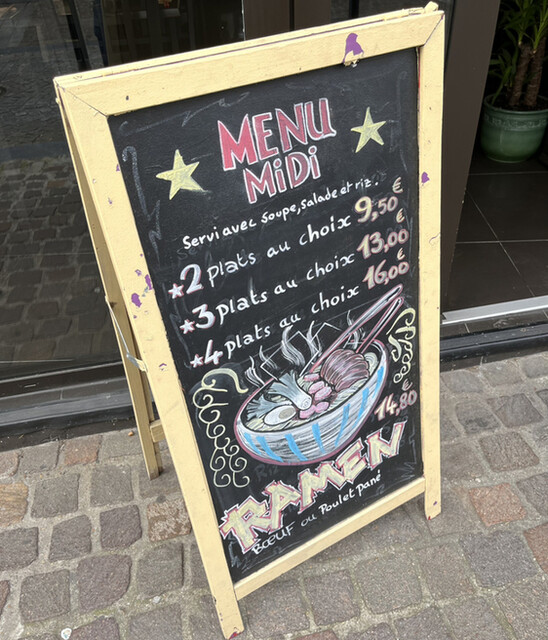 MENU
MiDi
Servi avec soupe, salade et riz.
*2 plats au choix 9,50 €
*3 plats au choix 13,00 €
*4 plats au choix 16,00 €
14,80 €
RAMEN
BŒUF ou Poulet pané